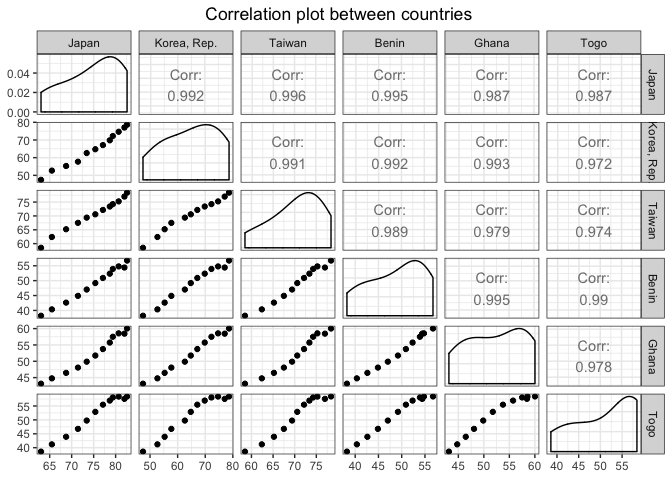 Correlation plot between countries
Japan Korea, Rep. Taiwan Benin Ghana Togo
0.04
0.02
0.00
Corr: Corr: Corr: Corr: Corr:
0.992 0.996 0.995 0.987 0.987
Japan
80
70
60
50
Corr: Corr: Corr: Corr:
0.991 0.992 0.993 0.972
Korea, Rep
75
70
65
60
Corr: Corr: Corr:
0.989 0.979 0.974
Taiwan
55
50
45
40
Corr: Corr:
0.995 0.99
Benin
60
55
50
45
Corr:
0.978
Ghana
55
50
45
40
Togo
65 70 75 80 50 60 70 80 60 65 70 75 40 45 50 55 45 50 55 60 40 45 50 55